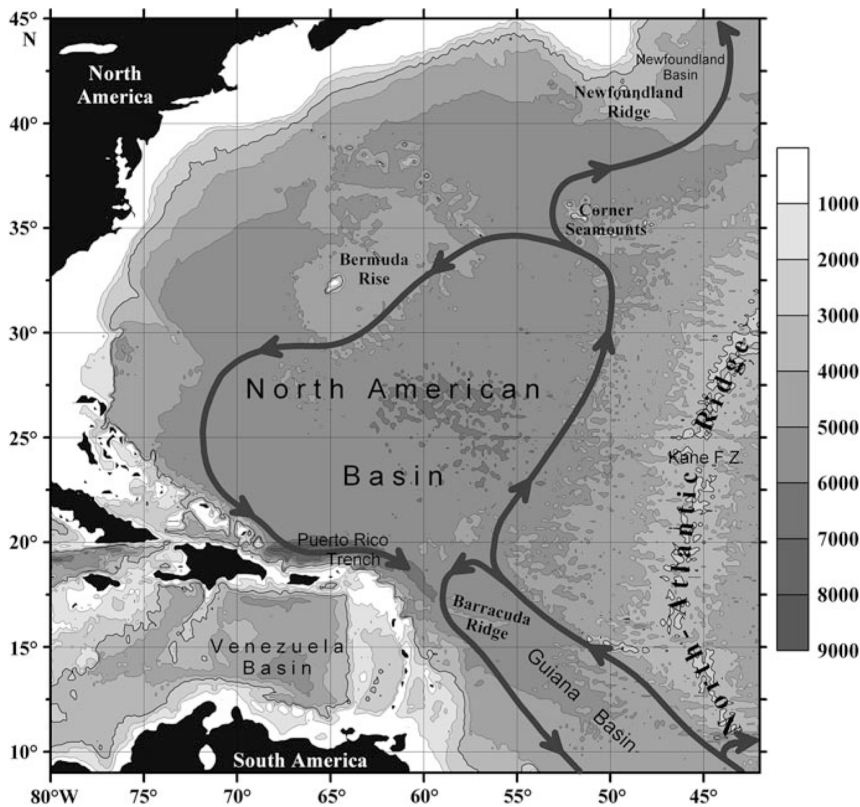 45°
N
40°
35°
30°
25°
20°
15°
10°
North
America
Newfoundland
Basin
Newfoundland
Ridge
Corner
Seamounts
Bermuda
Rise
North American
Basin
Kane F Z
North-Atlantic Ridge
Puerto Rico
Trench
Barracuda
Ridge
Guiana Basin
Venezuela
Basin
South America
80°W
75°
70°
65°
60°
55°
50°
45°
1000
2000
3000
4000
5000
6000
7000
8000
9000